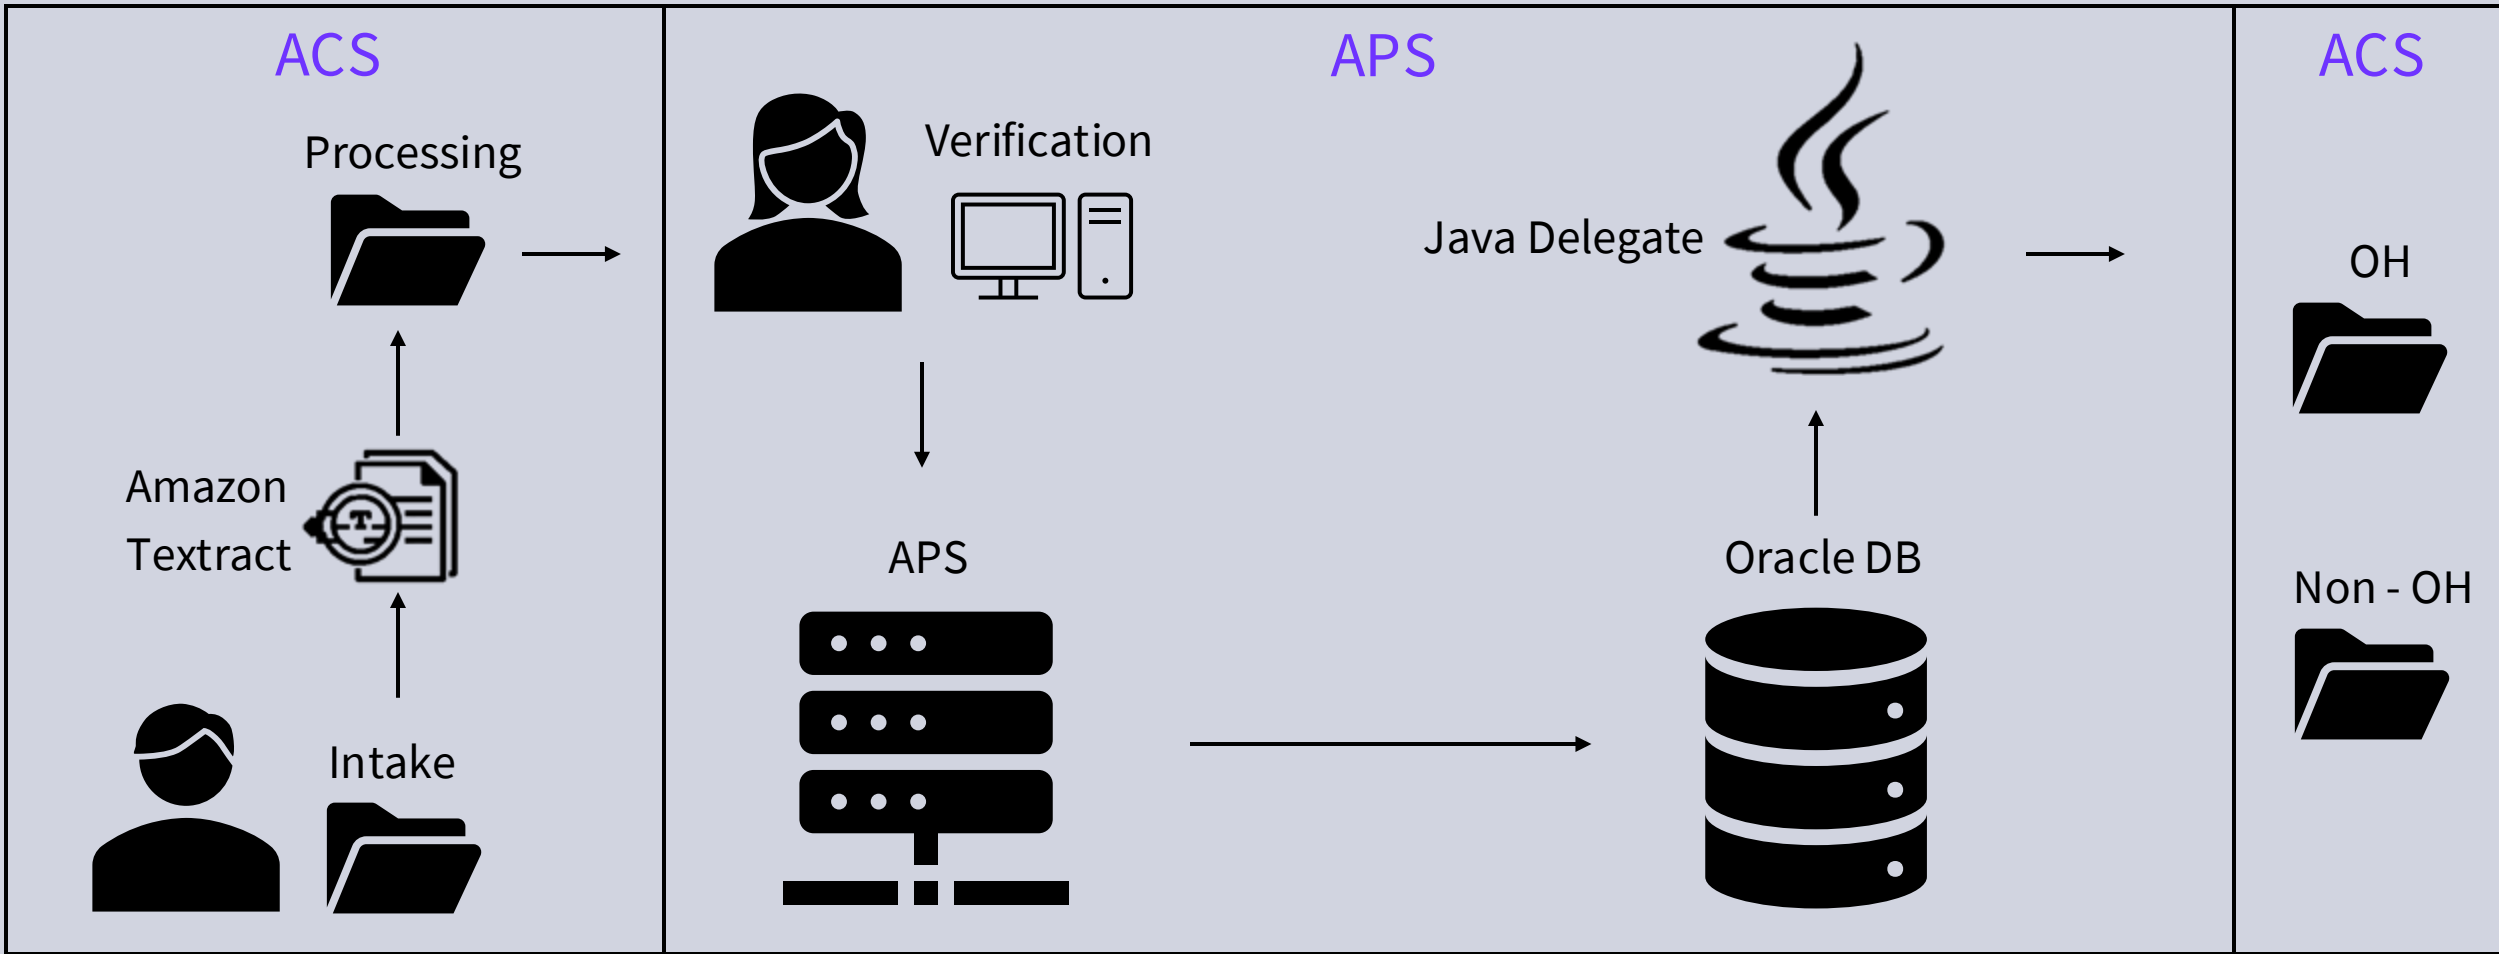 ACS
Processing
Amazon
Textract
T
Intake
APS
Verification
Java Delegate
APS
Oracle DB
ACS
OH
Non - OH